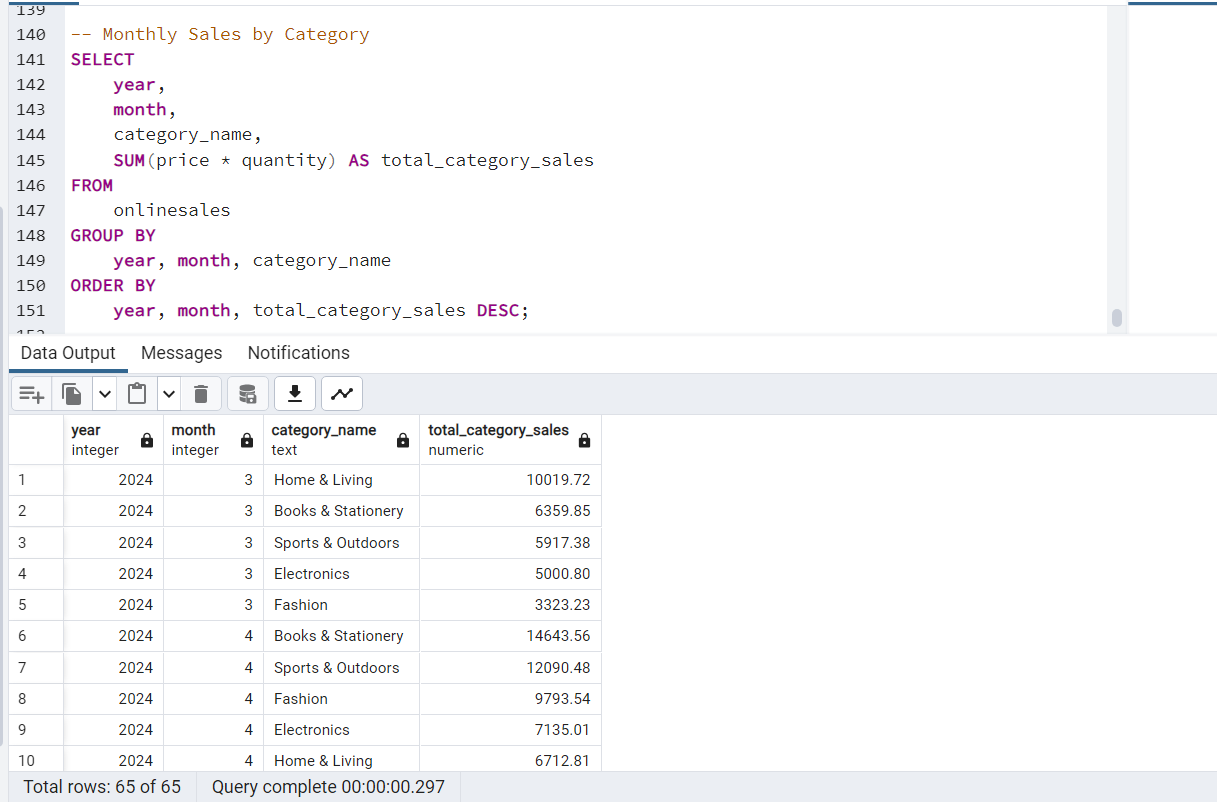 139
140 -- Monthly Sales by Category
141 SELECT
142 year,
143 month,
144 category_name,
145 SUM(price * quantity) AS total_category_sales
146 FROM
147 onlinesales
148 GROUP BY
149 year, month, category_name
150 ORDER BY
151 year, month, total_category_sales DESC;
Data Output Messages Notifications
year month category_name total_category_sales
integer integer text numeric
1 2024 3 Home & Living 10019.72
2 2024 3 Books & Stationery 6359.85
3 2024 3 Sports & Outdoors 5917.38
4 2024 3 Electronics 5000.80
5 2024 3 Fashion 3323.23
6 2024 4 Books & Stationery 14643.56
7 2024 4 Sports & Outdoors 12090.48
8 2024 4 Fashion 9793.54
9 2024 4 Electronics 7135.01
10 2024 4 Home & Living 6712.81
Total rows: 65 of 65 Query complete 00:00:00.297